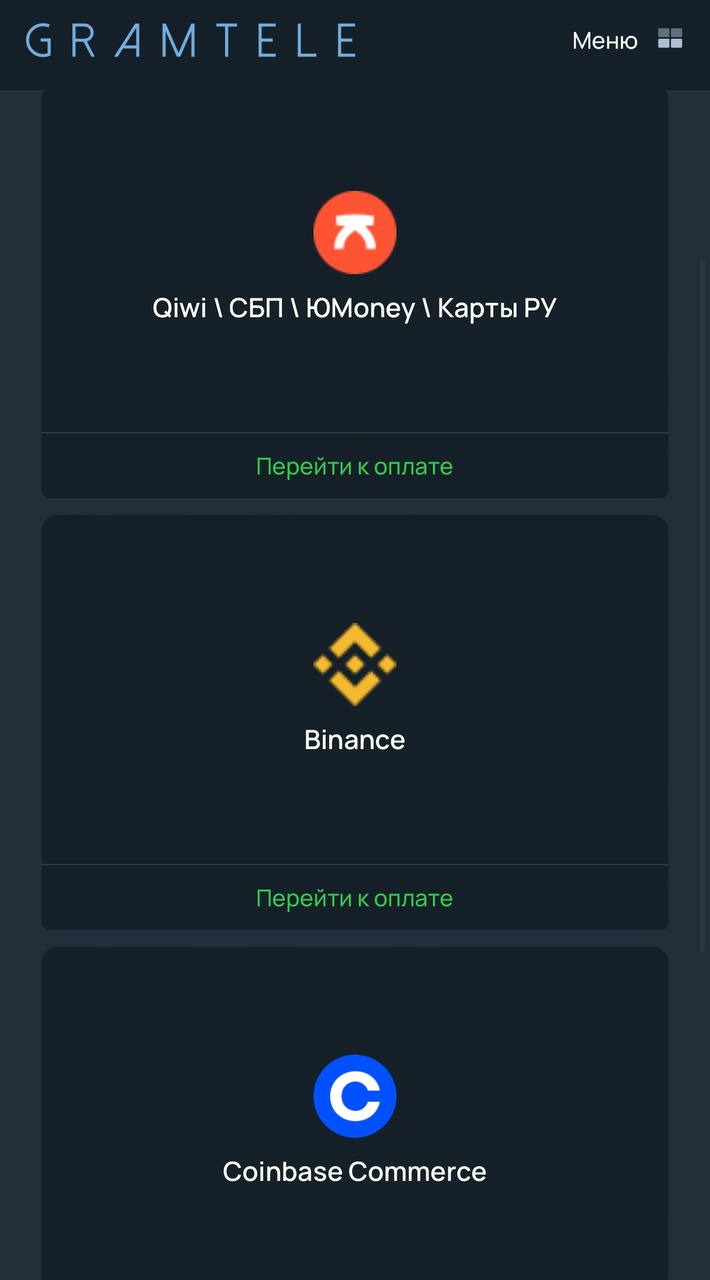 GRAMTELE
Меню
Qiwi \ СБП \ ЮMoney \ Карты РУ
Перейти к оплате
Binance
Перейти к оплате
Coinbase Commerce